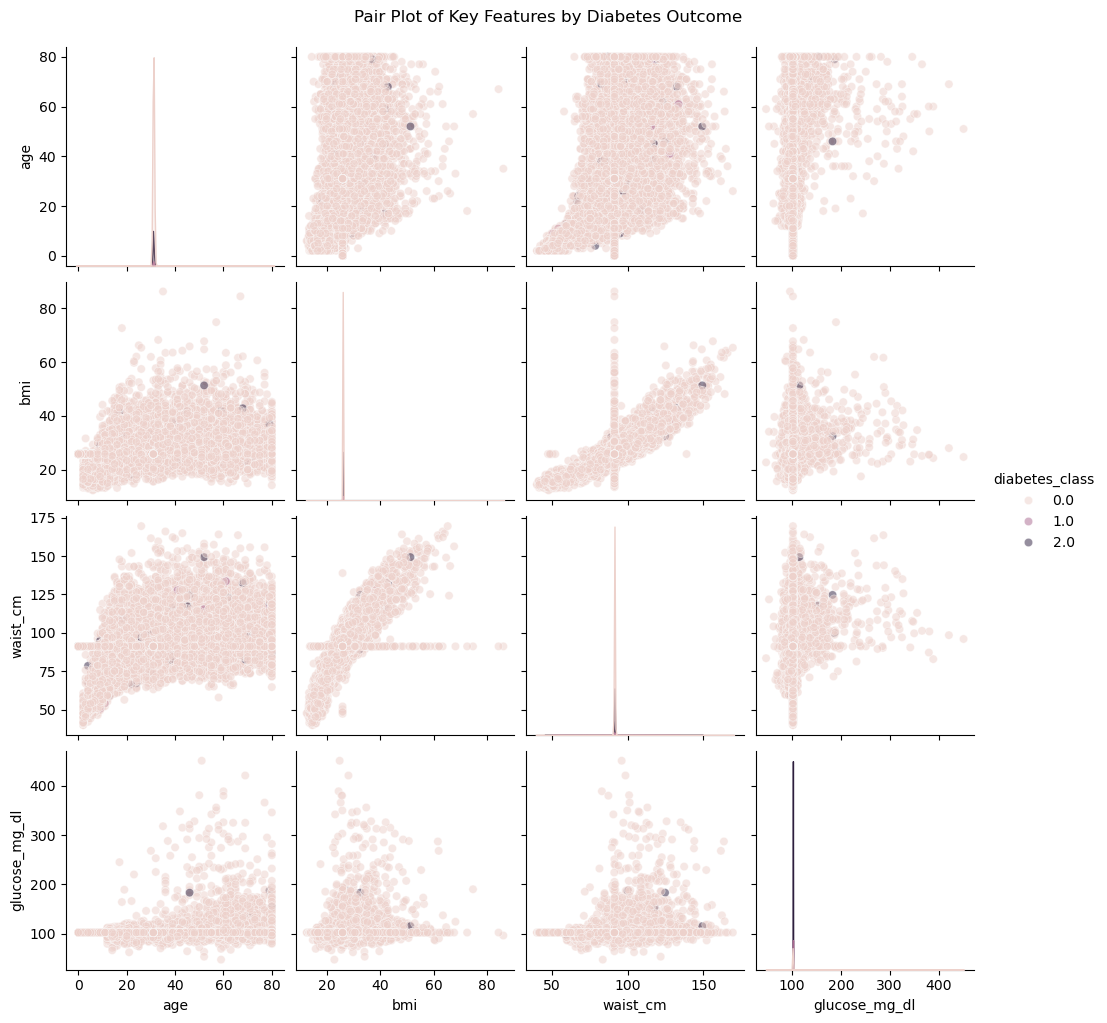 Pair Plot of Key Features by Diabetes Outcome
80
60
40
20
0
age
80
60
40
20
bmi
175
150
125
100
75
50
waist_cm
400
300
200
100
glucose_mg_dl
0 20 40 60 80
age
20 40 60 80
bmi
50 100 150
waist_cm
100 200 300 400
glucose_mg_dl
diabetes_class
0.0
1.0
2.0